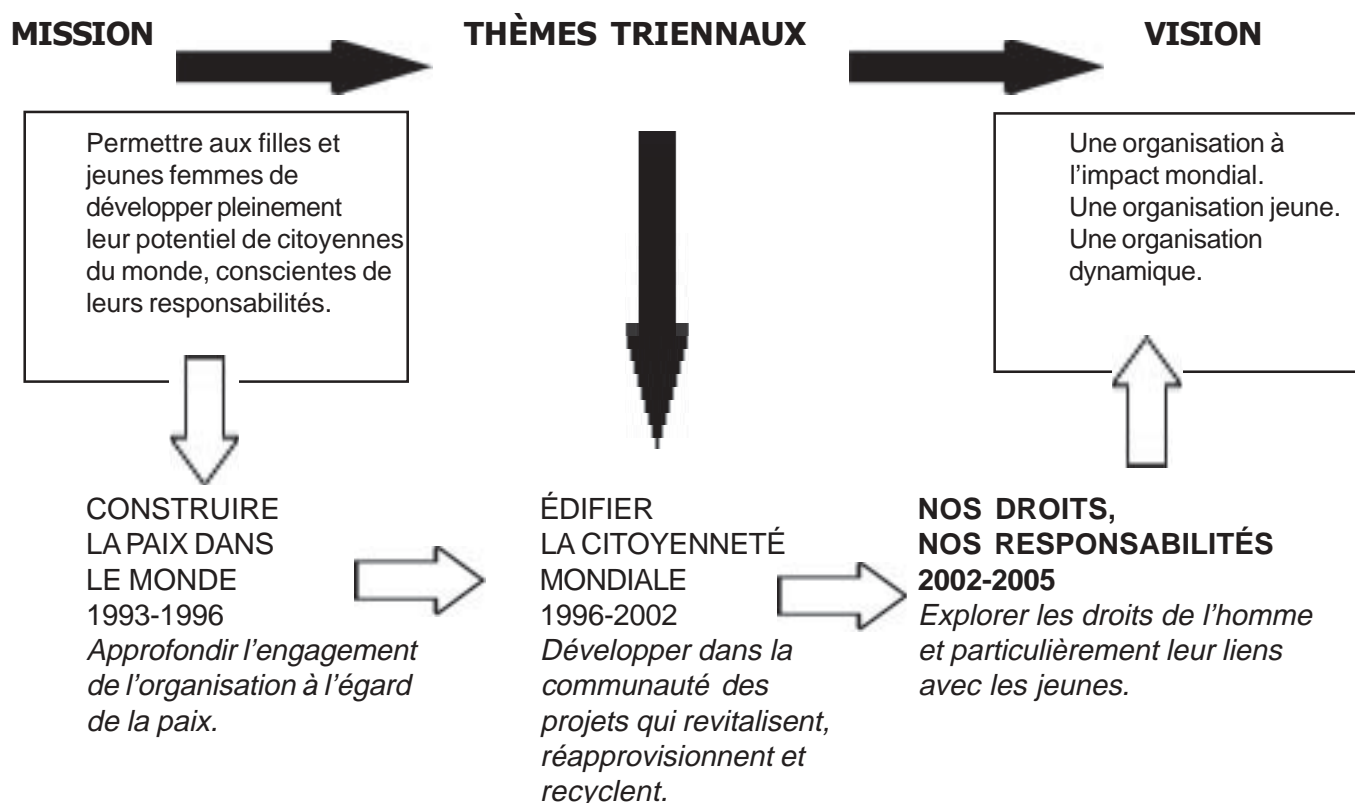 MISSION
THÈMES TRIENNAUX
VISION
Permettre aux filles et
jeunes femmes de
développer pleinement
leur potentiel de citoyennes
du monde, conscientes de
leurs responsabilités.
Une organisation à
l'impact mondial.
Une organisation jeune.
Une organisation
dynamique.
CONSTRUIRE
LA PAIX DANS
LE MONDE
1993-1996
Approfondir l'engagement
de l'organisation à l'égard
de la paix.
ÉDIFIER
LA CITOYENNETÉ
MONDIALE
1996-2002
Développer dans la
communauté des
projets qui revitalisent,
réapprovisionnent et
recyclent.
NOS DROITS,
NOS RESPONSABILITÉS
2002-2005
Explorer les droits de l'homme
et particulièrement leur liens
avec les jeunes.